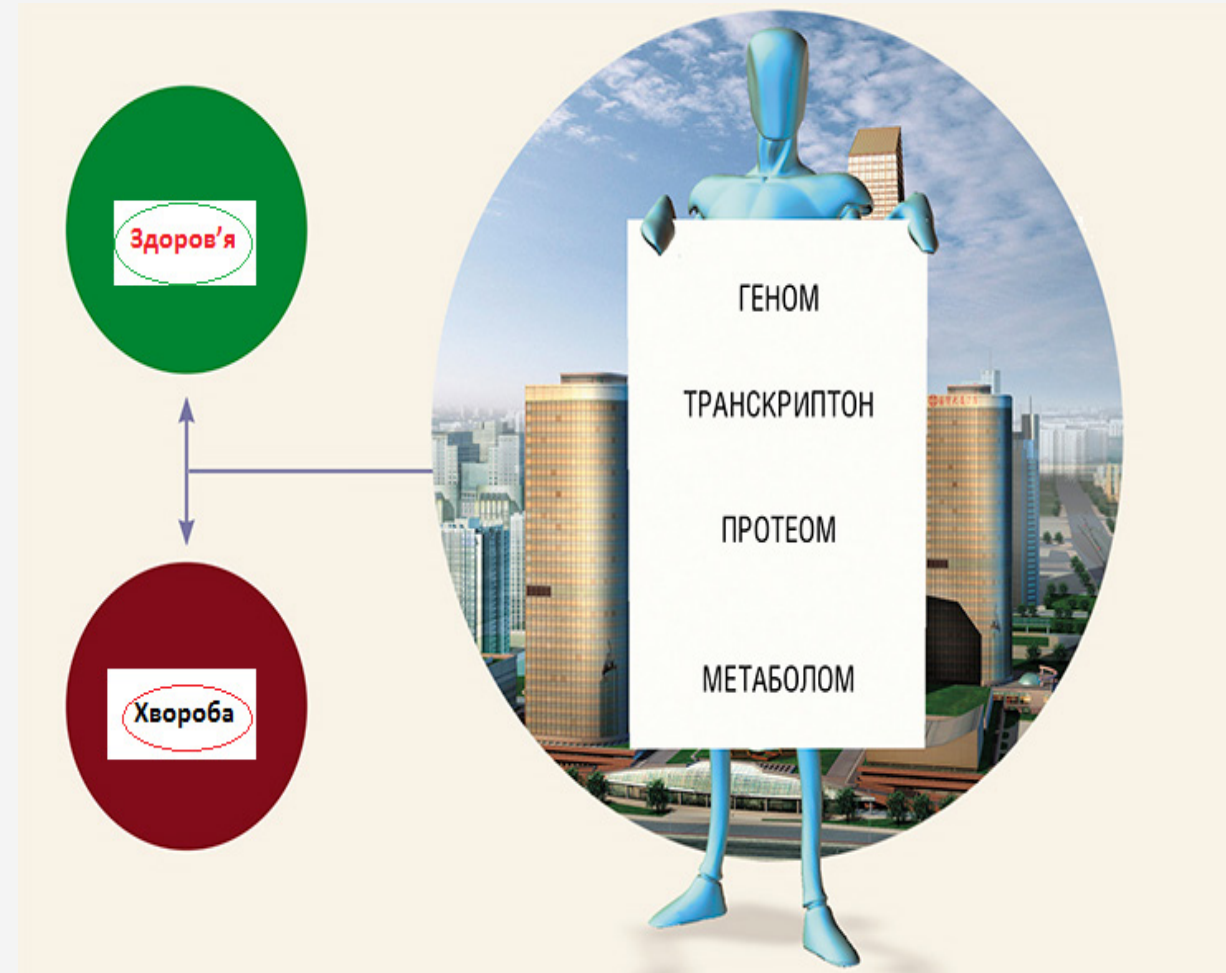 Здоров’я
Хвороба
ГЕНОМ
ТРАНСКРИПТОН
ПРОТЕОМ
МЕТАБОЛОМ